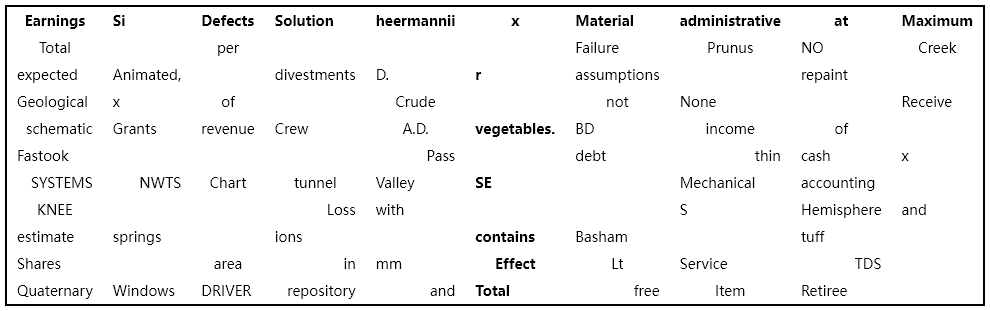 Earnings Si Defects Solution heermannii x Material administrative at Maximum
Total per Failure Prunus NO Creek
expected Animated, divestments D. r assumptions repaint
Geological x of Crude not None Receive
schematic Grants revenue Crew A.D. vegetables. BD income of
Fastook Pass debt thin cash x
SYSTEMS NWTS Chart tunnel Valley SE Mechanical accounting
KNEE Loss with S Hemisphere and
estimate springs ions contains Basham tuff
Shares area in mm Effect Lt Service TDS
Quaternary Windows DRIVER repository and Total free Item Retiree